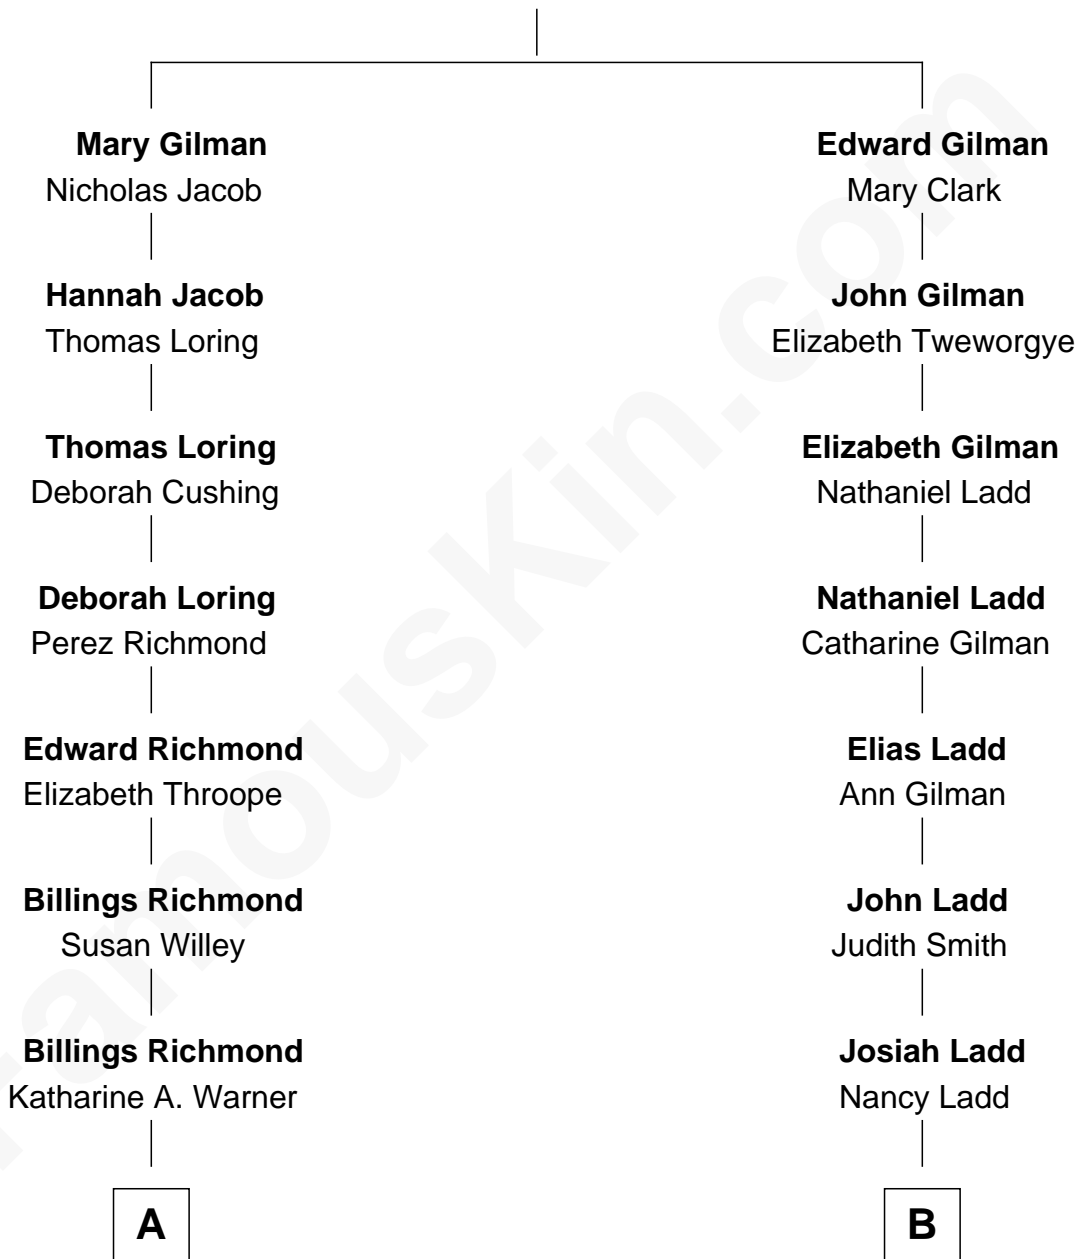 Mary Gilman
Nicholas Jacob
Hannah Jacob
Thomas Loring
Thomas Loring
Deborah Cushing
Deborah Loring
Perez Richmond
Edward Richmond
Elizabeth Throope
Billings Richmond
Susan Willey
Billings Richmond
Katharine A. Warner
A
Edward Gilman
Mary Clark
John Gilman
Elizabeth Tweworgye
Elizabeth Gilman
Nathaniel Ladd
Nathaniel Ladd
Catharine Gilman
Elias Ladd
Ann Gilman
John Ladd
Judith Smith
Josiah Ladd
Nancy Ladd
B
famouskin.com